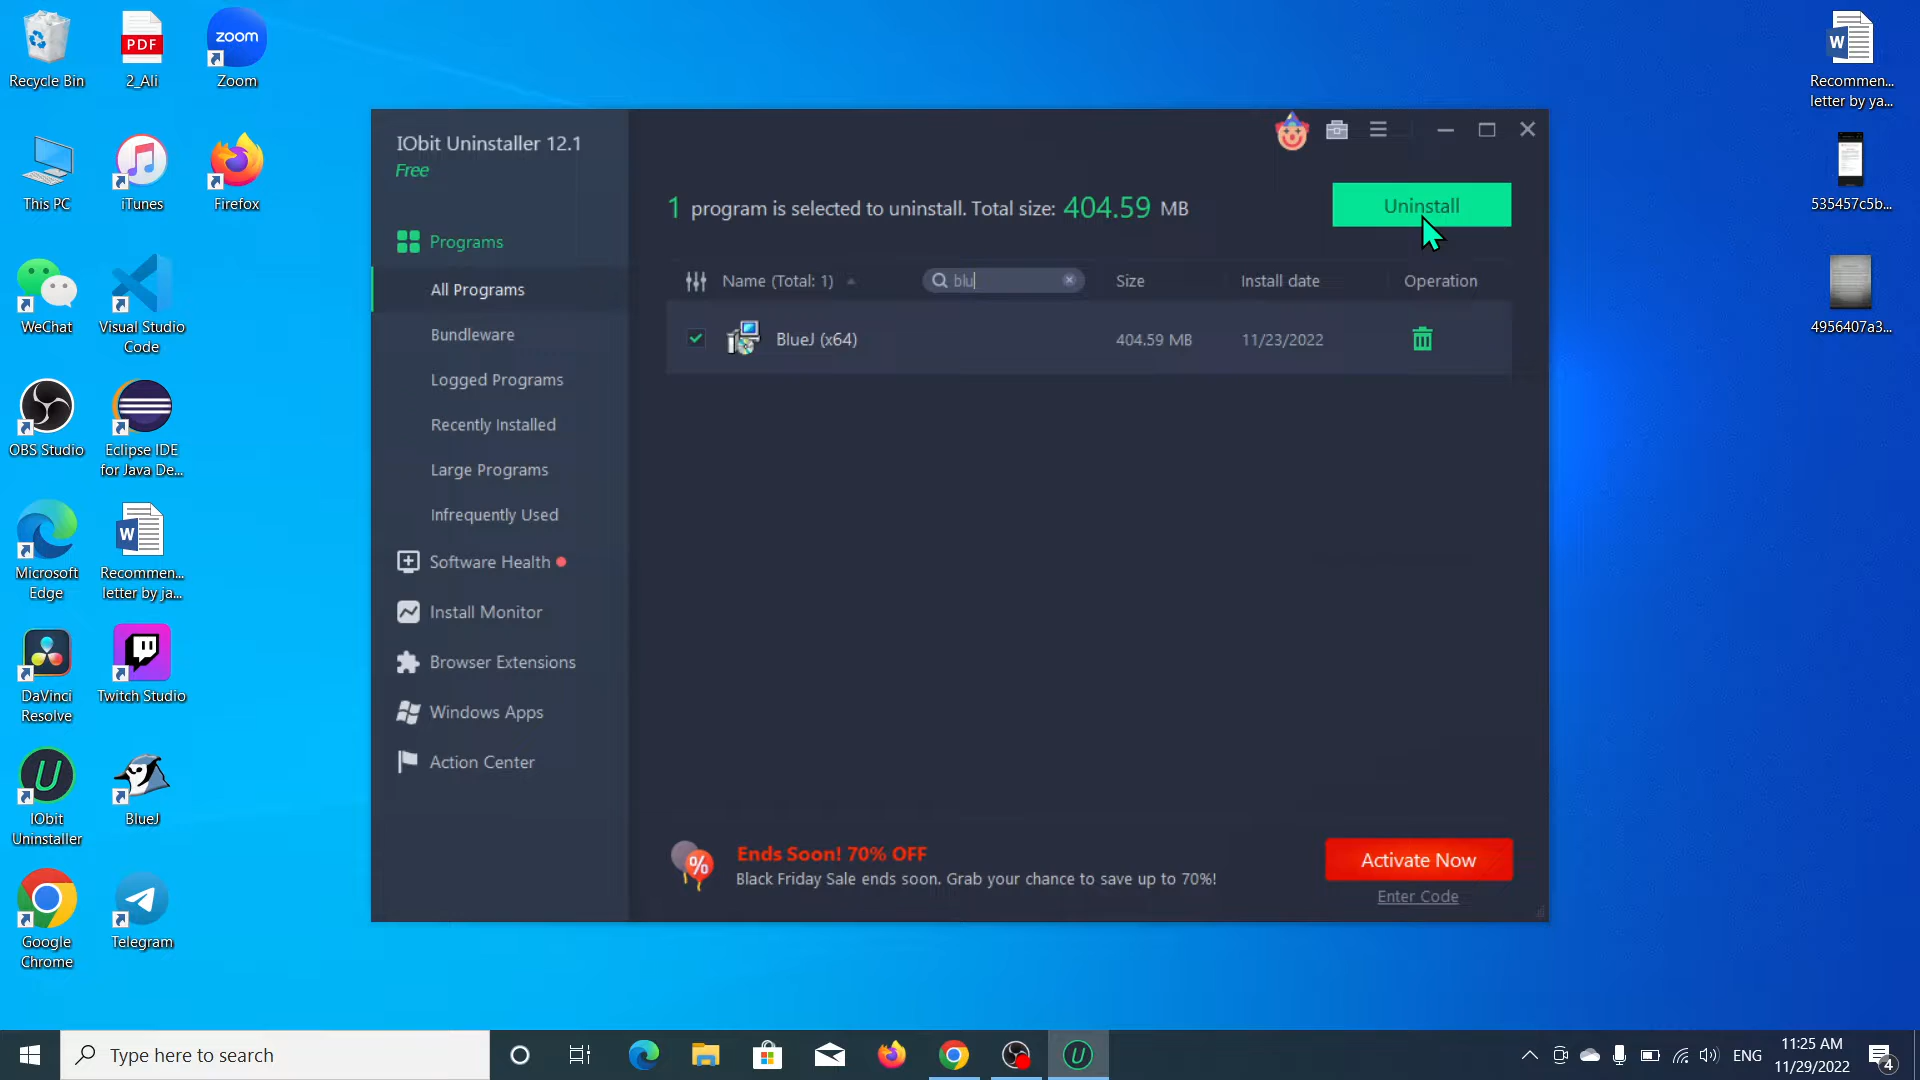 Recycle Bin
2_Ali
zoom
Zoom
This PC
iTunes
Firefox
WeChat
Visual Studio
Code
OBS Studio
Eclipse IDE
for Java De...
Microsoft
Edge
Recommen...
letter by ja...
DaVinci
Resolve
Twitch Studio
IObit
Uninstaller
BlueJ
Google
Chrome
Telegram
PDF
IObit Uninstaller 12.1
Free
Programs
All Programs
Bundleware
Logged Programs
Recently Installed
Large Programs
Infrequently Used
Software Health
Install Monitor
Browser Extensions
Windows Apps
Action Center
1 program is selected to uninstall. Total size: 404.59 MB
Uninstall
Name (Total: 1)
blu
Size
Install date
Operation
BlueJ (x64)
404.59 MB
11/23/2022
%
Ends Soon! 70% OFF
Black Friday Sale ends soon. Grab your chance to save up to 70%!
Activate Now
Enter Code
Recommen...
letter by ya...
535457c5b...
4956407a3...
Type here to search
ENG
11:25 AM
11/29/2022
4